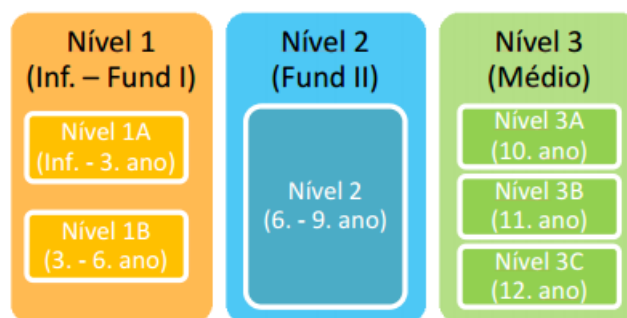 Nível 1
(Inf. – Fund I)
Nível 1A
(Inf. - 3. ano)
Nível 1B
(3. - 6. ano)
Nível 2
(Fund II)
Nível 2
(6. - 9. ano)
Nível 3
(Médio)
Nível 3A
(10. ano)
Nível 3B
(11. ano)
Nível 3C
(12. ano)